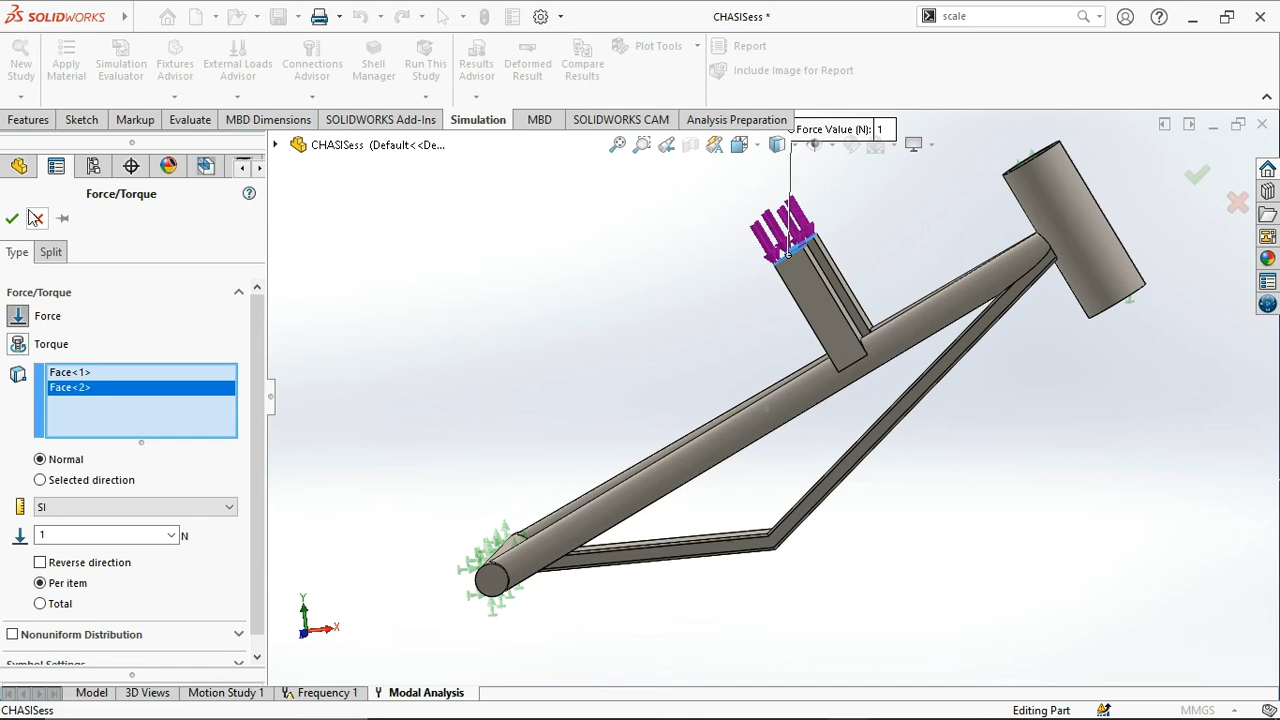 SOLIDWORKS
CHASISess *
scale
New Study
Apply Material
Simulation Evaluator
Fixtures Advisor
External Loads Advisor
Connections Advisor
Shell Manager
Run This Study
Results Advisor
Deformed Result
Compare Results
Plot Tools
Report
Include Image for Report
Features
Sketch
Markup
Evaluate
MBD Dimensions
SOLIDWORKS Add-Ins
Simulation
MBD
SOLIDWORKS CAM
Analysis Preparation
Force Value (N): 1
CHASISess (Default<<De...
Force/Torque
Type
Split
Force/Torque
Force
Torque
Face<1>
Face<2>
Normal
Selected direction
SI
1 N
Reverse direction
Per item
Total
Nonuniform Distribution
Symbol Settings
Y
X
Model
3D Views
Motion Study 1
Frequency 1
Modal Analysis
CHASISess
Editing Part
MMGS